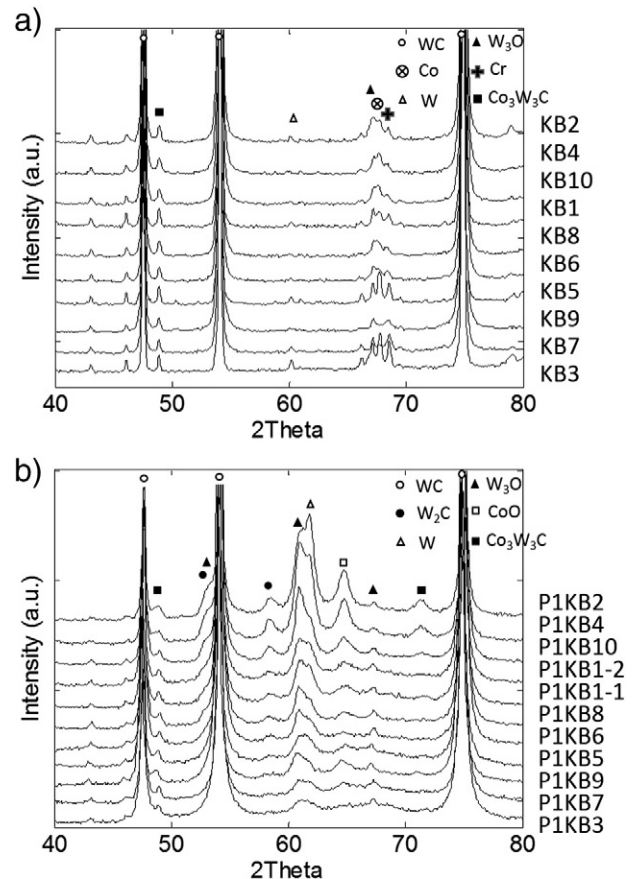 a)
WC
W₃O
Co
Cr
W
Co₃W₃C
KB2
KB4
KB10
KB1
KB8
KB6
KB5
KB9
KB7
KB3
Intensity (a.u.)
40 50 60 70 80
2Theta
b)
WC
W₃O
W₂C
CoO
W
Co₃W₃C
P1KB2
P1KB4
P1KB10
P1KB1-2
P1KB1-1
P1KB8
P1KB6
P1KB5
P1KB9
P1KB7
P1KB3
Intensity (a.u.)
40 50 60 70 80
2Theta